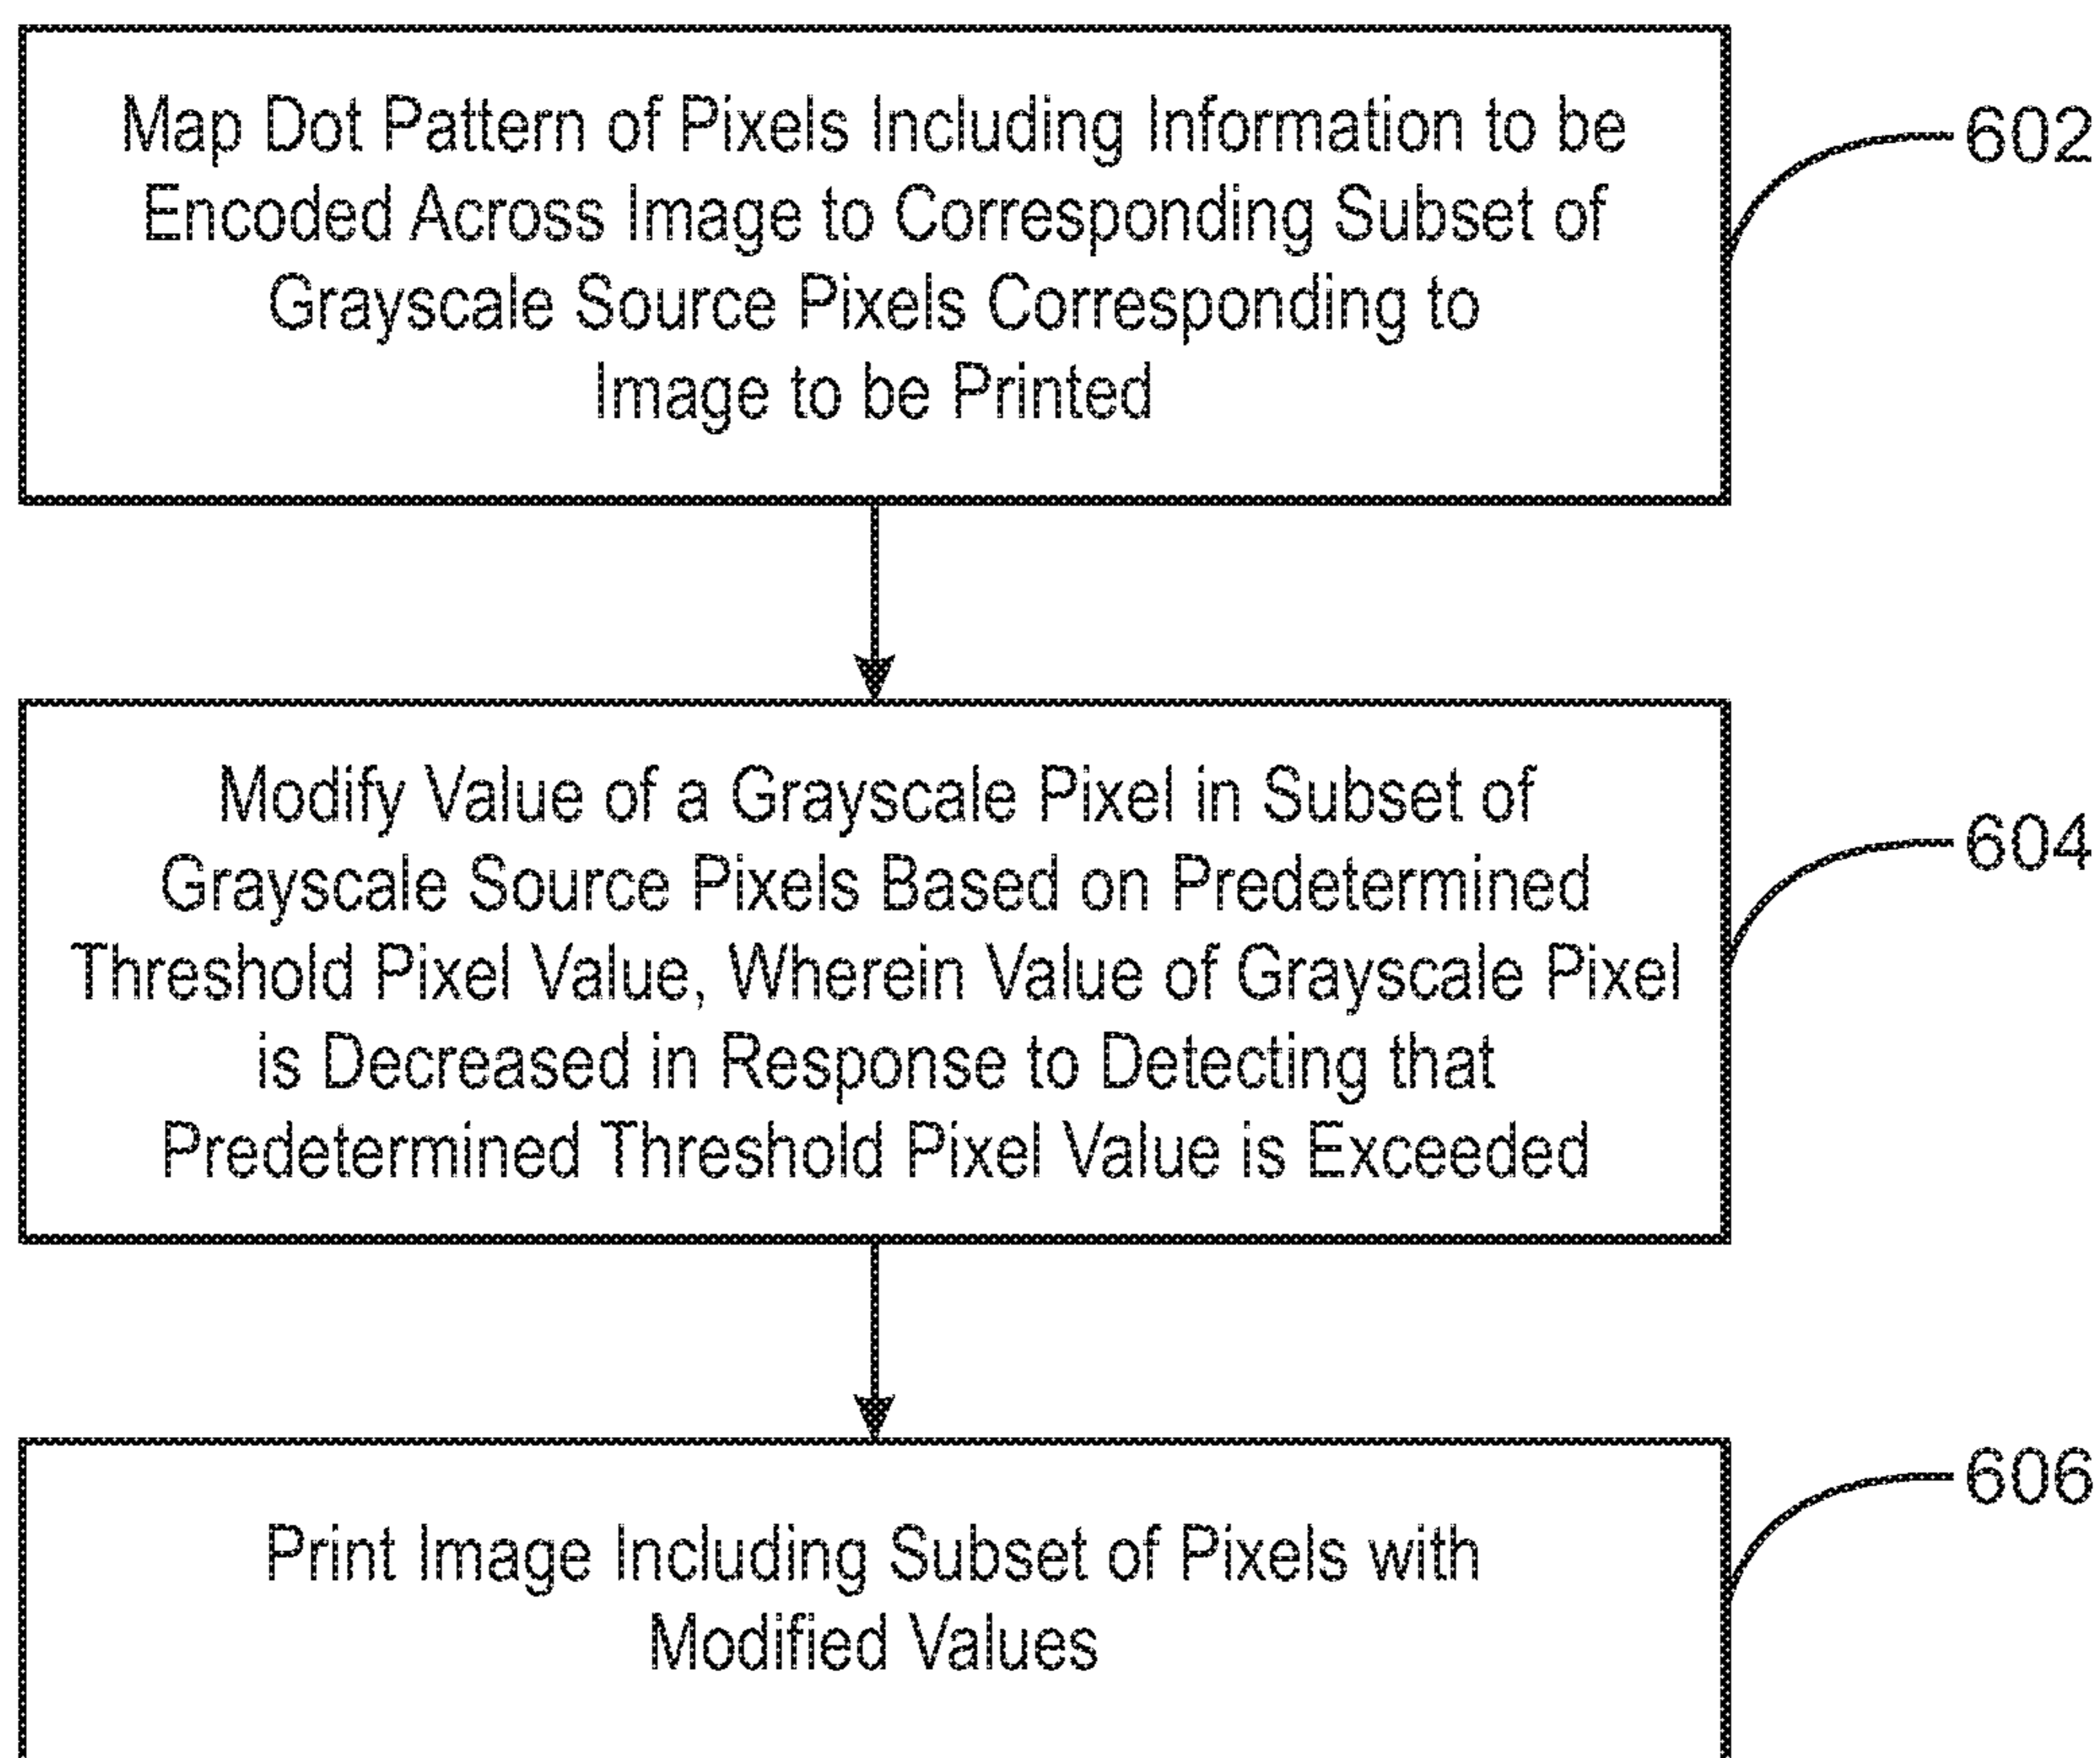 Map Dot Pattern of Pixels Including Information to be
Encoded Across Image to Corresponding Subset of
Grayscale Source Pixels Corresponding to
Image to be Printed
602
Modify Value of a Grayscale Pixel in Subset of
Grayscale Source Pixels Based on Predetermined
Threshold Pixel Value, Wherein Value of Grayscale Pixel
is Decreased in Response to Detecting that
Predetermined Threshold Pixel Value is Exceeded
604
Print Image Including Subset of Pixels with
Modified Values
606